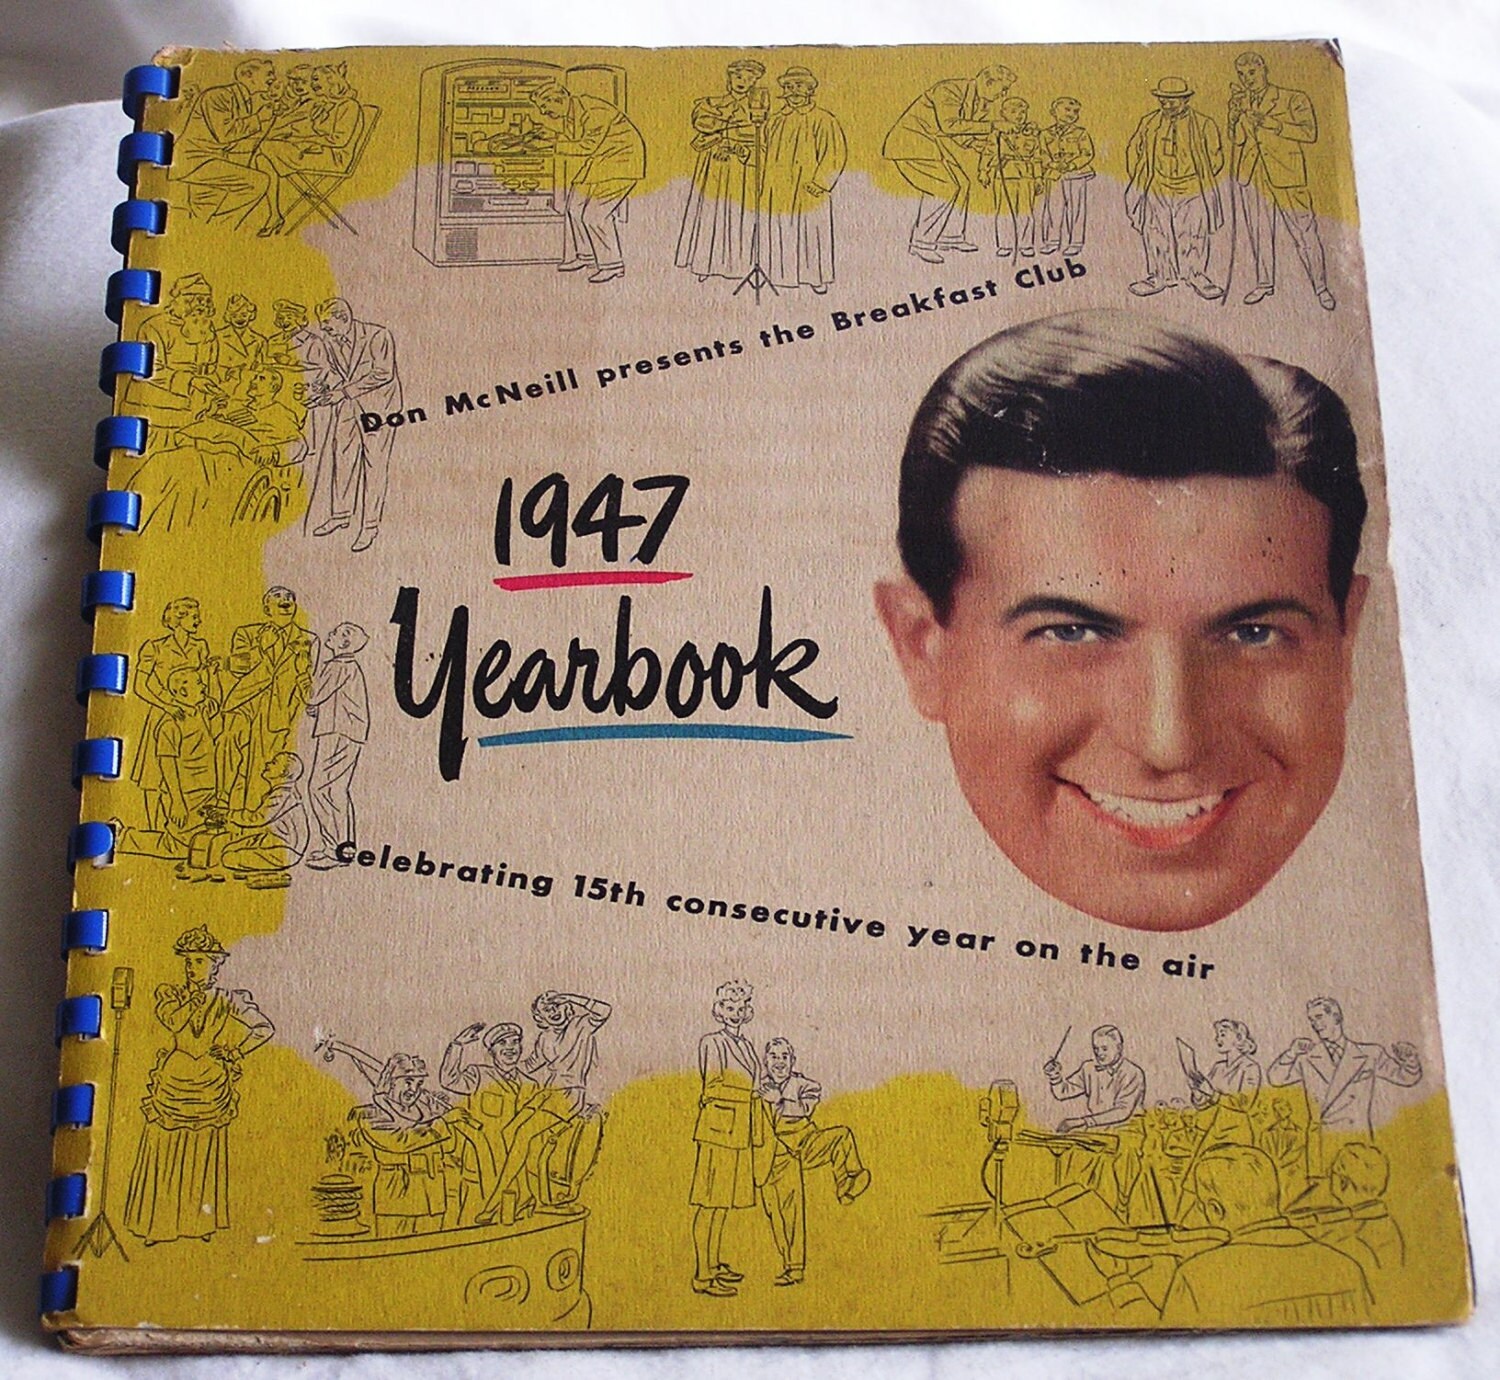 Don McNeill presents the Breakfast Club
1947
Yearbook
Celebrating 15th consecutive year on the air